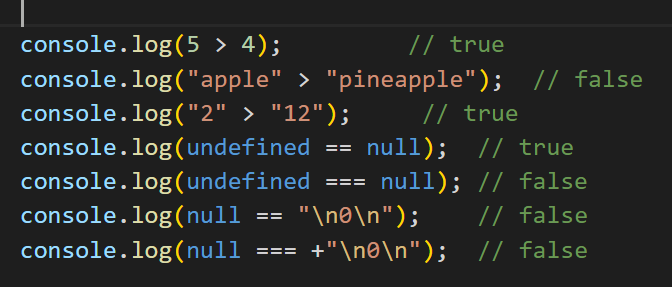 console.log(5 > 4);          // true
console.log("apple" > "pineapple");  // false
console.log("2" > "12");      // true
console.log(undefined == null);  // true
console.log(undefined === null); // false
console.log(null == "\n0\n");    // false
console.log(null === +"\n0\n");  // false